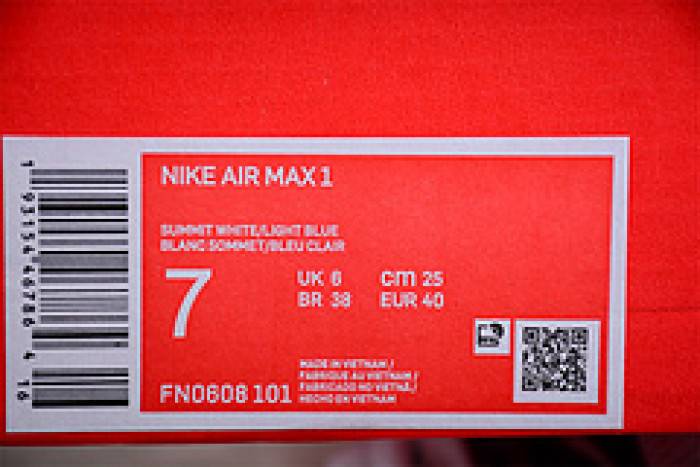 NIKE AIR MAX 1
SUMMIT WHITE/LIGHT BLUE
BLANC SOMMET/BLEU CLAIR
7
UK 6 cm 25
BR 38 EUR 40
FN0608 101
MADE IN VIETNAM /
FABRIQUE AU VIETNAM /
FABRICADO NO VIETNÃ /
HECHO EN VIETNAM